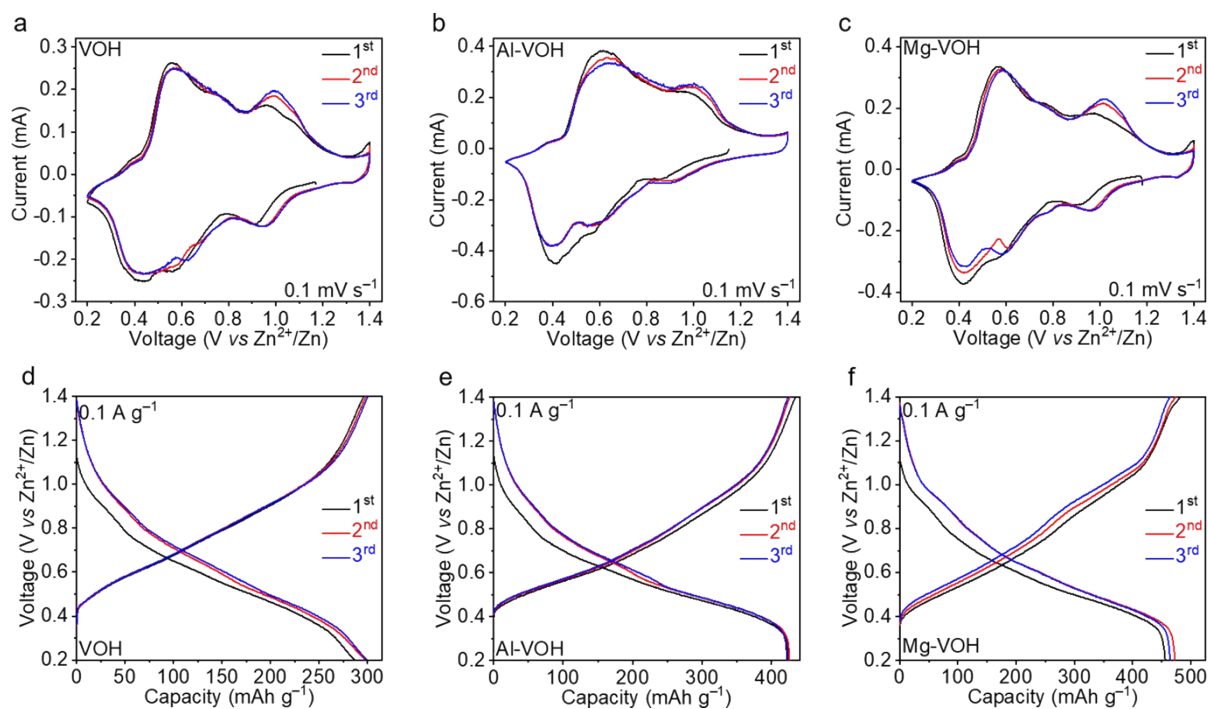 a
VOH
1st
2nd
3rd
0.3
0.2
0.1
0.0
-0.1
-0.2
-0.3
Current (mA)
0.1 mV s−1
0.2 0.4 0.6 0.8 1.0 1.2 1.4
Voltage (V vs Zn2+/Zn)
b
Al-VOH
1st
2nd
3rd
0.4
0.2
0.0
-0.2
-0.4
-0.6
Current (mA)
0.1 mV s−1
0.2 0.4 0.6 0.8 1.0 1.2 1.4
Voltage (V vs Zn2+/Zn)
c
Mg-VOH
1st
2nd
3rd
0.4
0.2
0.0
-0.2
-0.4
Current (mA)
0.1 mV s−1
0.2 0.4 0.6 0.8 1.0 1.2 1.4
Voltage (V vs Zn2+/Zn)
d
0.1 A g−1
1st
2nd
3rd
1.4
1.2
1.0
0.8
0.6
0.4
0.2
Voltage (V vs Zn2+/Zn)
VOH
0 50 100 150 200 250 300
Capacity (mAh g−1)
e
0.1 A g−1
1st
2nd
3rd
1.4
1.2
1.0
0.8
0.6
0.4
0.2
Voltage (V vs Zn2+/Zn)
Al-VOH
0 100 200 300 400
Capacity (mAh g−1)
f
0.1 A g−1
1st
2nd
3rd
1.4
1.2
1.0
0.8
0.6
0.4
0.2
Voltage (V vs Zn2+/Zn)
Mg-VOH
0 100 200 300 400 500
Capacity (mAh g−1)